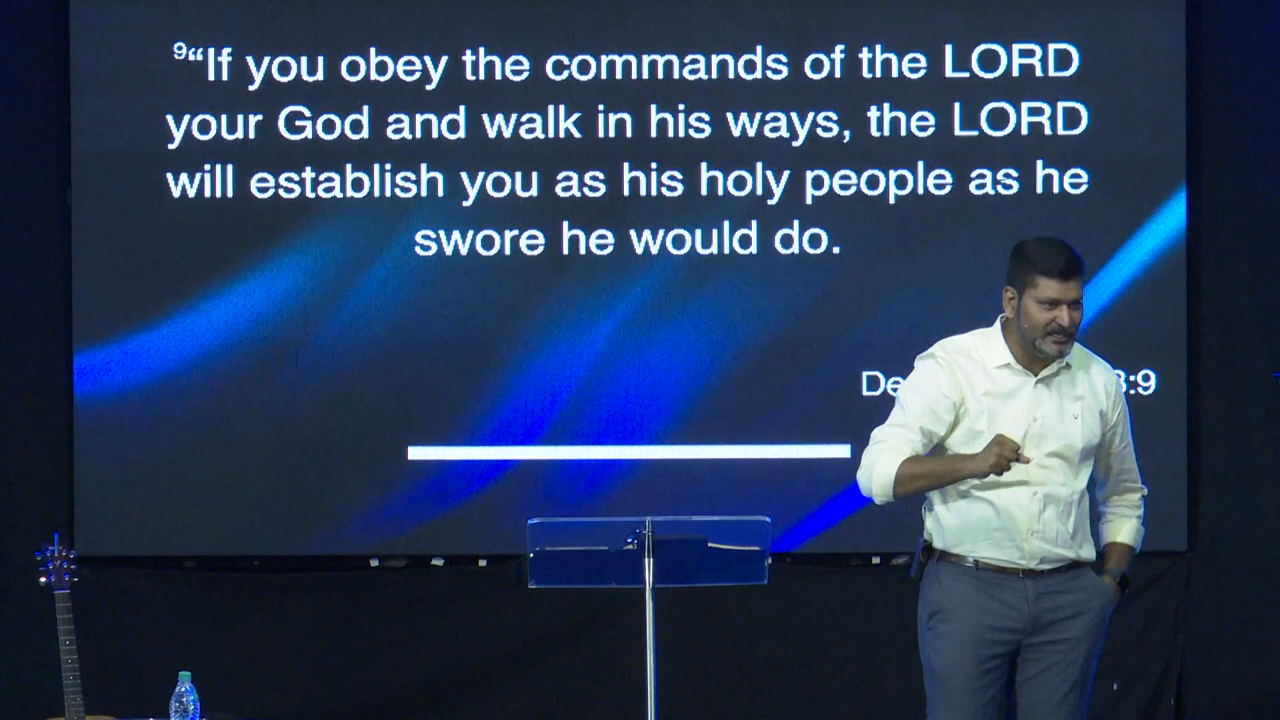 ⁹“If you obey the commands of the LORD
your God and walk in his ways, the LORD
will establish you as his holy people as he
swore he would do.
:9